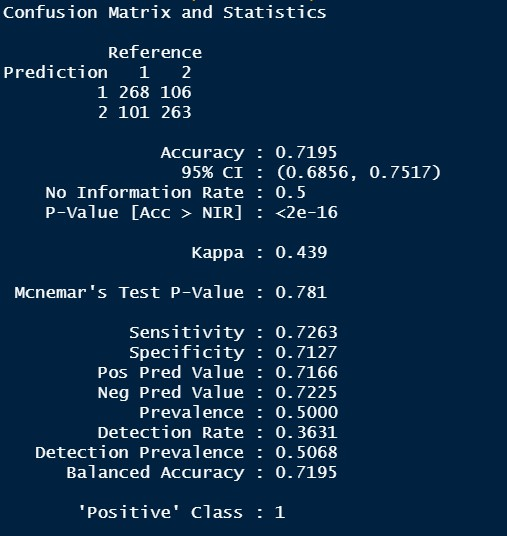 Confusion Matrix and Statistics

          Reference
Prediction   1   2
         1 268 106
         2 101 263

               Accuracy : 0.7195
                 95% CI : (0.6856, 0.7517)
    No Information Rate : 0.5
    P-Value [Acc > NIR] : <2e-16

                  Kappa : 0.439

 Mcnemar's Test P-Value : 0.781

            Sensitivity : 0.7263
            Specificity : 0.7127
         Pos Pred Value : 0.7166
         Neg Pred Value : 0.7225
             Prevalence : 0.5000
         Detection Rate : 0.3631
   Detection Prevalence : 0.5068
      Balanced Accuracy : 0.7195

       'Positive' Class : 1